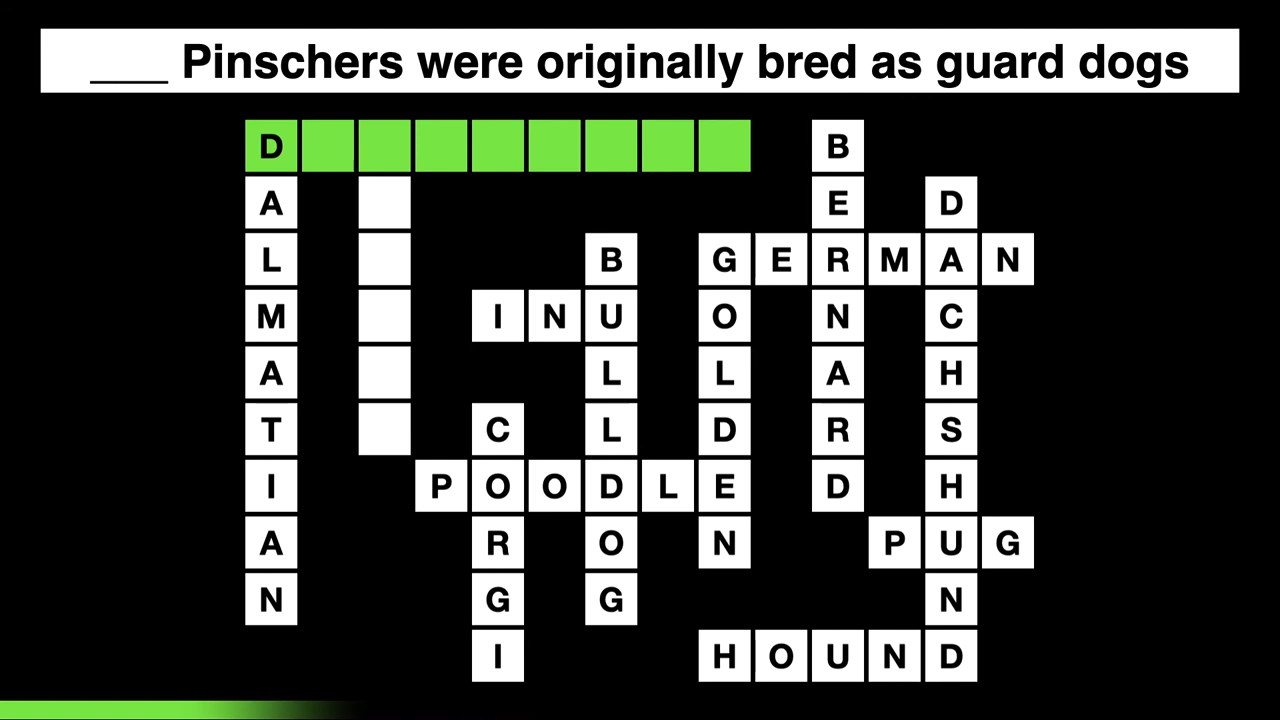 ___ Pinschers were originally bred as guard dogs
D B
A E D
L B G E R M A N
M I N U O N C
A L L A H
T C L D R S
I P O O D L E D H
A R O N P U G
N G G N
I H O U N D